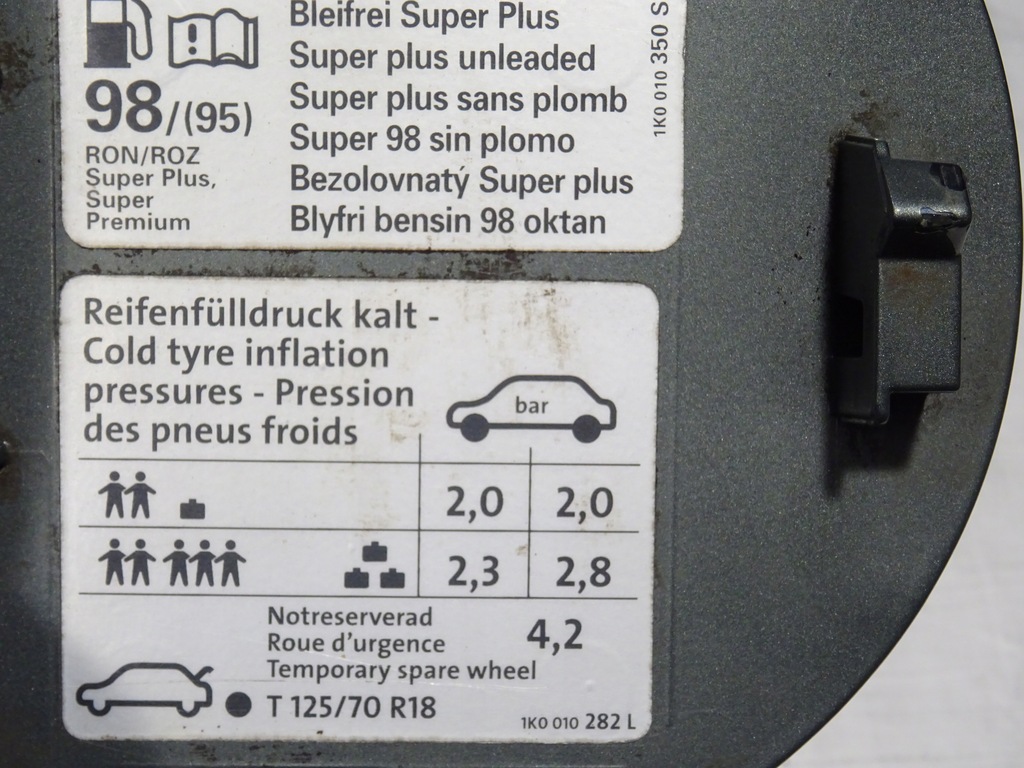 Bleifrei Super Plus
Super plus unleaded
Super plus sans plomb
Super 98 sin plomo
Bezolovnatý Super plus
Blyfri bensin 98 oktan
98/(95)
RON/ROZ
Super Plus,
Super
Premium
1K0 010 350 S
Reifenfülldruck kalt -
Cold tyre inflation
pressures - Pression
des pneus froids
bar
2,0 2,0
2,3 2,8
Notreserverad
Roue d'urgence
Temporary spare wheel
4,2
T 125/70 R18
1K0 010 282 L